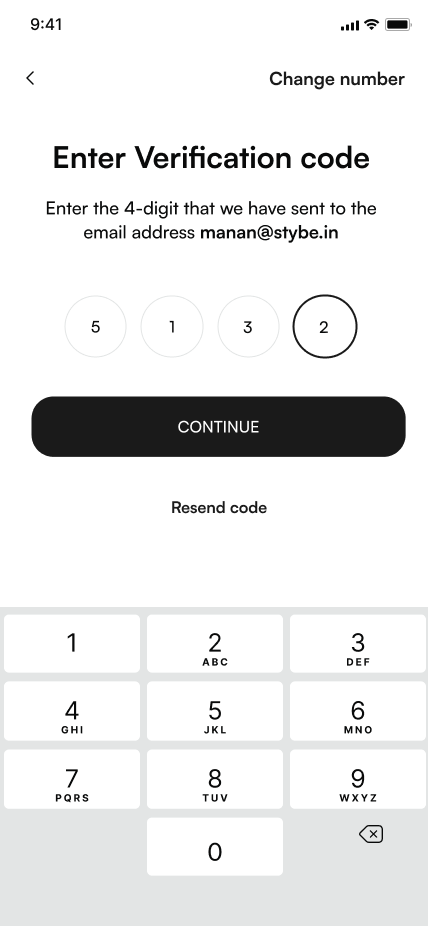 9:41
Change number
Enter Verification code
Enter the 4-digit that we have sent to the
email address manan@stybe.in
5 1 3 2
CONTINUE
Resend code
1 2 3
ABC DEF
4 5 6
GHI JKL MNO
7 8 9
PQRS TUV WXYZ
0